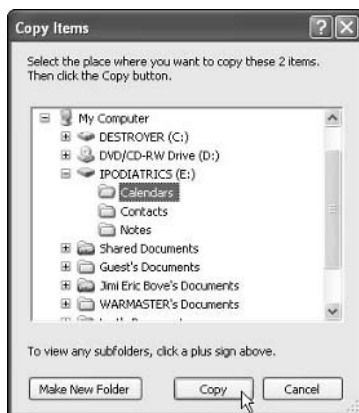 Copy Items
Select the place where you want to copy these 2 items.
Then click the Copy button.
My Computer
DESTROYER (C:)
DVD/CD-RW Drive (D:)
IPODIATRICS (E:)
Calendars
Contacts
Notes
Shared Documents
Guest's Documents
Jimi Eric Bove's Documents
WARMASTER's Documents
To view any subfolders, click a plus sign above.
Make New Folder
Copy
Cancel